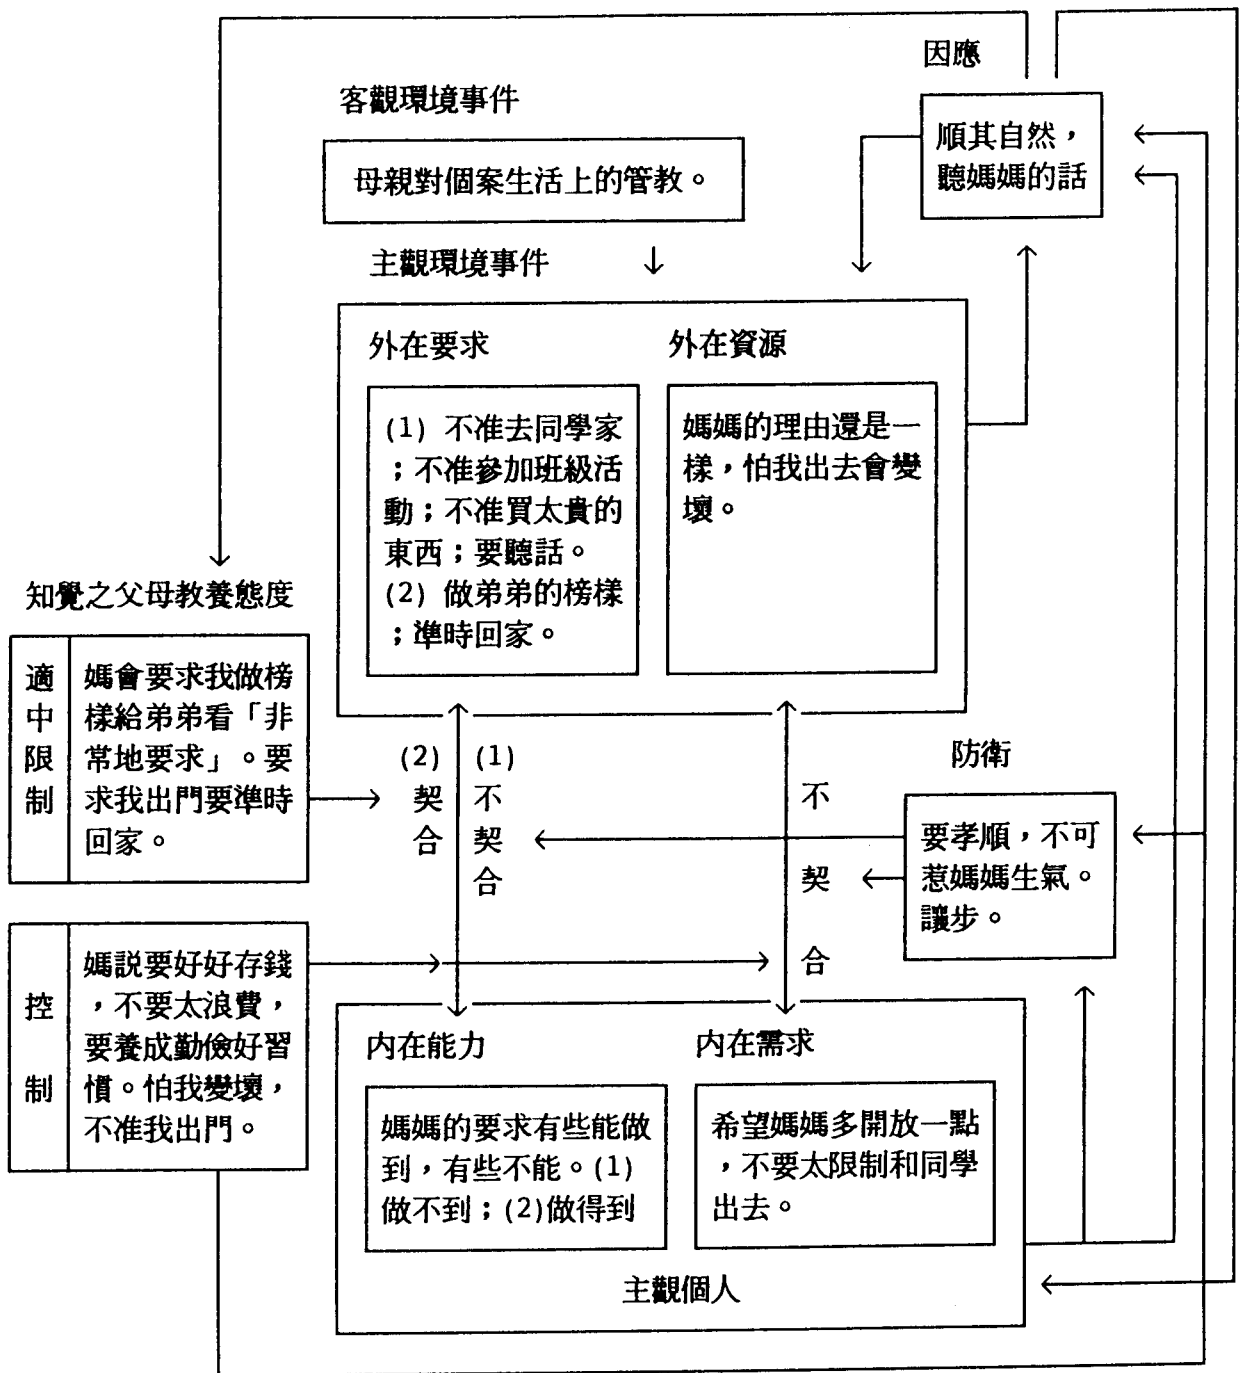 因應
順其自然，
聽媽媽的話
客觀環境事件
母親對個案生活上的管教。
主觀環境事件
外在要求
(1) 不准去同學家
；不准參加班級活
動；不准買太貴的
東西；要聽話。
(2) 做弟弟的榜樣
；準時回家。
外在資源
媽媽的理由還是一
樣，怕我出去會變
壞。
知覺之父母教養態度
適中限制
媽會要求我做榜
樣給弟弟看「非
常地要求」。要
求我出門要準時
回家。
(2)
契
合
(1)
不
契
合
不
契
合
防衛
要孝順，不可
惹媽媽生氣。
讓步。
控制
媽説要好好存錢
，不要太浪費，
要養成勤儉好習
慣。怕我變壞，
不准我出門。
内在能力
媽媽的要求有些能做
到，有些不能。(1)
做不到；(2)做得到
内在需求
希望媽媽多開放一點
，不要太限制和同學
出去。
主觀個人